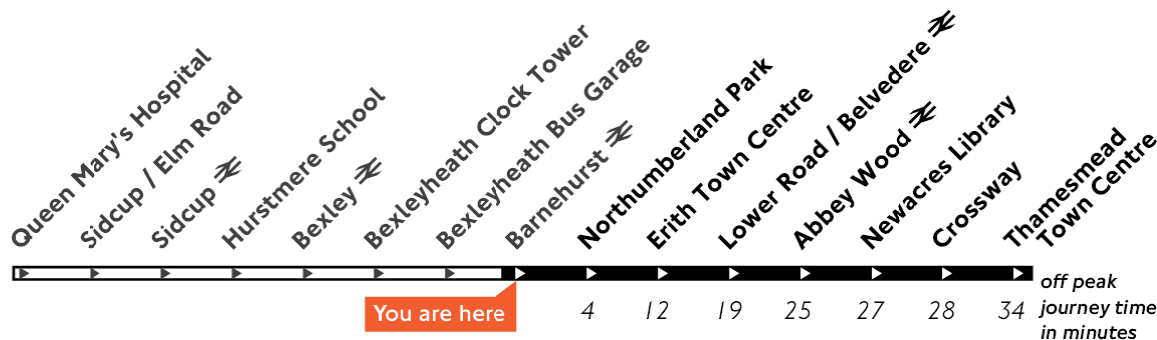 Queen Mary's Hospital
Sidcup / Elm Road
Sidcup
Hurstmere School
Bexley
Bexleyheath Clock Tower
Bexleyheath Bus Garage
Barnehurst
Northumberland Park
Erith Town Centre
Lower Road / Belvedere
Abbey Wood
Newacres Library
Crossway
Thamesmead
Town Centre
You are here
4 12 19 25 27 28 34
off peak
journey time
in minutes